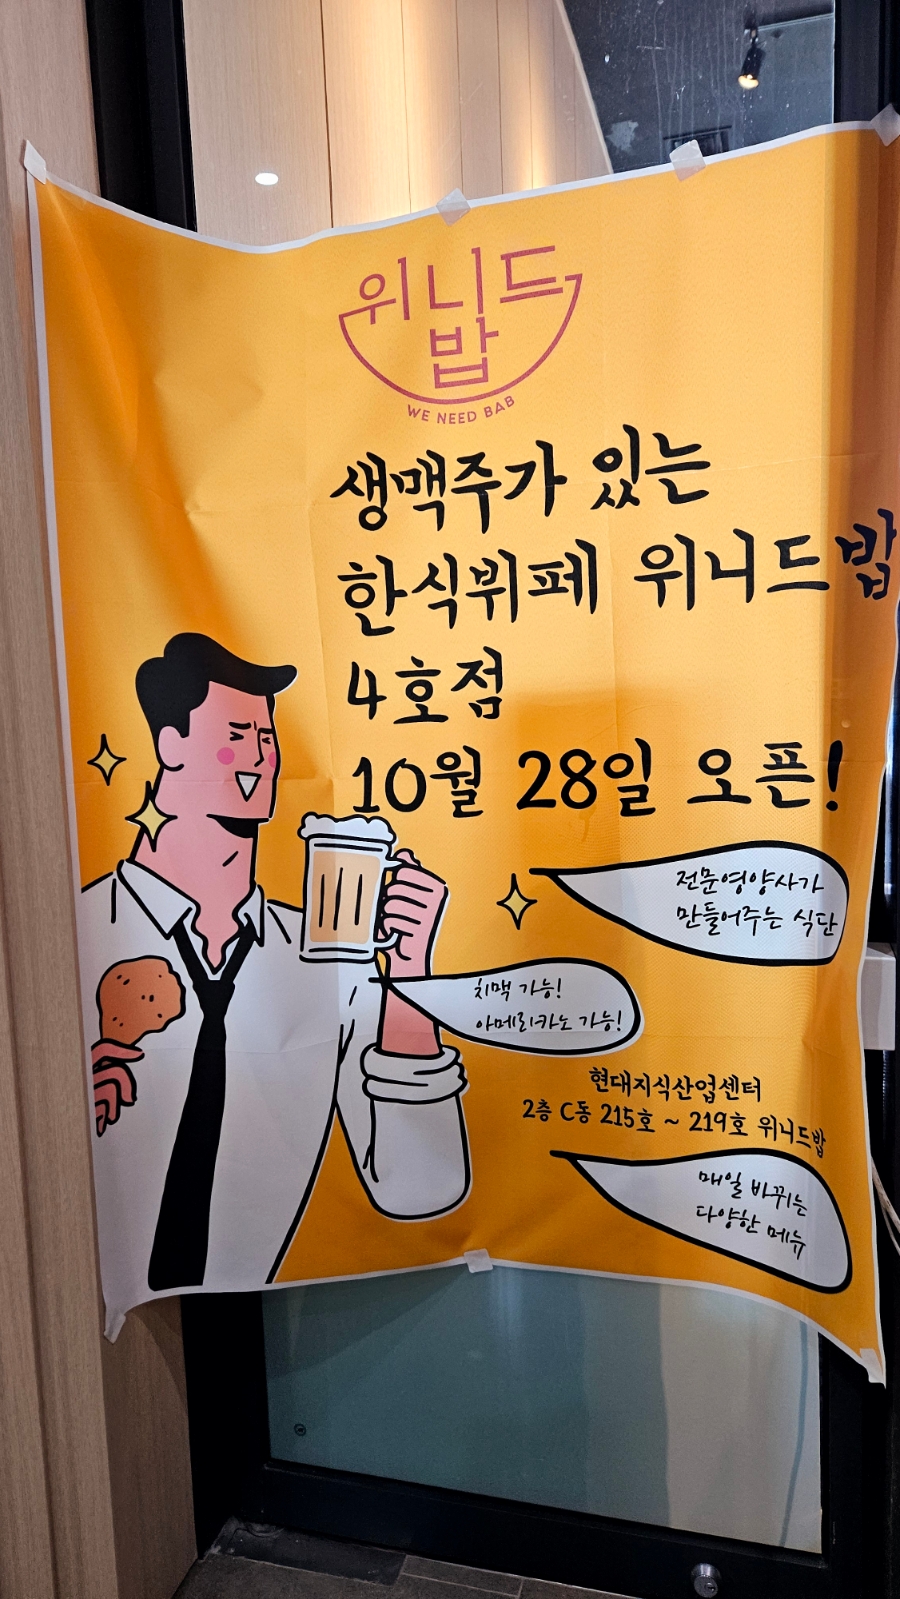 위니드
밥
WE NEED BAB
생맥주가 있는
한식뷔페 위니드밥
4호점
10월 28일 오픈!
전문영양사가
만들어주는 식단
치맥 가능!
아메리카노 가능!
현대지식산업센터
2층 C동 215호 ~ 219호 위니드밥
매일 바뀌는
다양한 메뉴